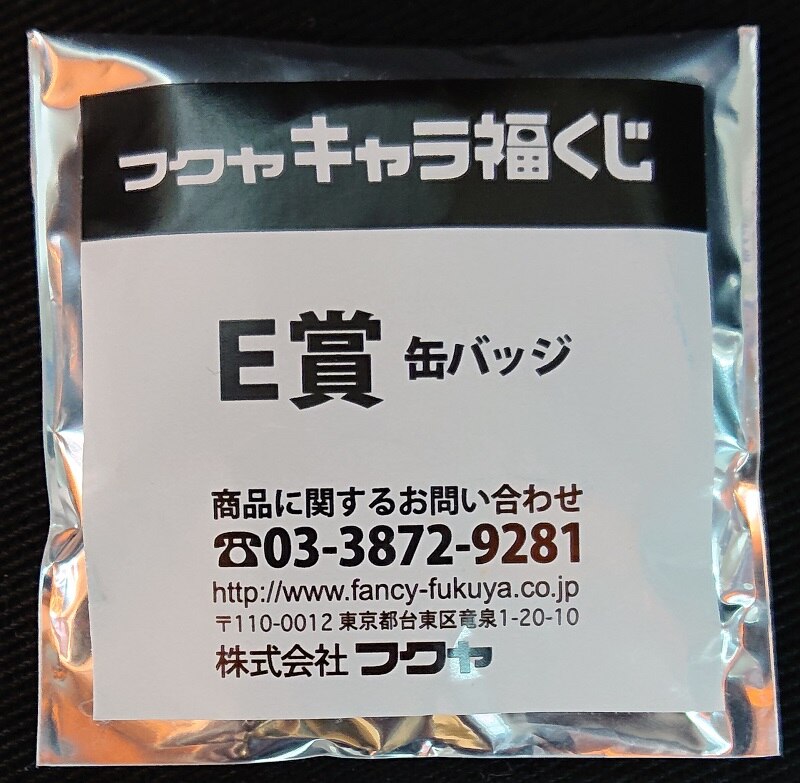 フクヤ キャラ福くじ
E賞 缶バッジ
商品に関するお問い合わせ
☎03-3872-9281
http://www.fancy-fukuya.co.jp
〒110-0012 東京都台東区竜泉1-20-10
株式会社 フクヤ